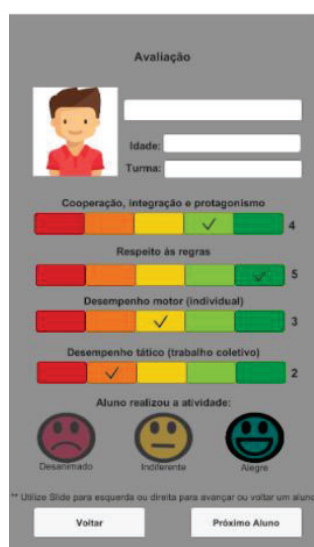 Avaliação
Idade:
Turma:
Cooperação, integração e protagonismo
4
Respeito às regras
5
Desempenho motor (individual)
3
Desempenho tático (trabalho coletivo)
2
Aluno realizou a atividade:
Desanimado Indiferente Alegre
** Utilize Slide para esquerda ou direita para avançar ou voltar um aluno
Voltar Próximo Aluno